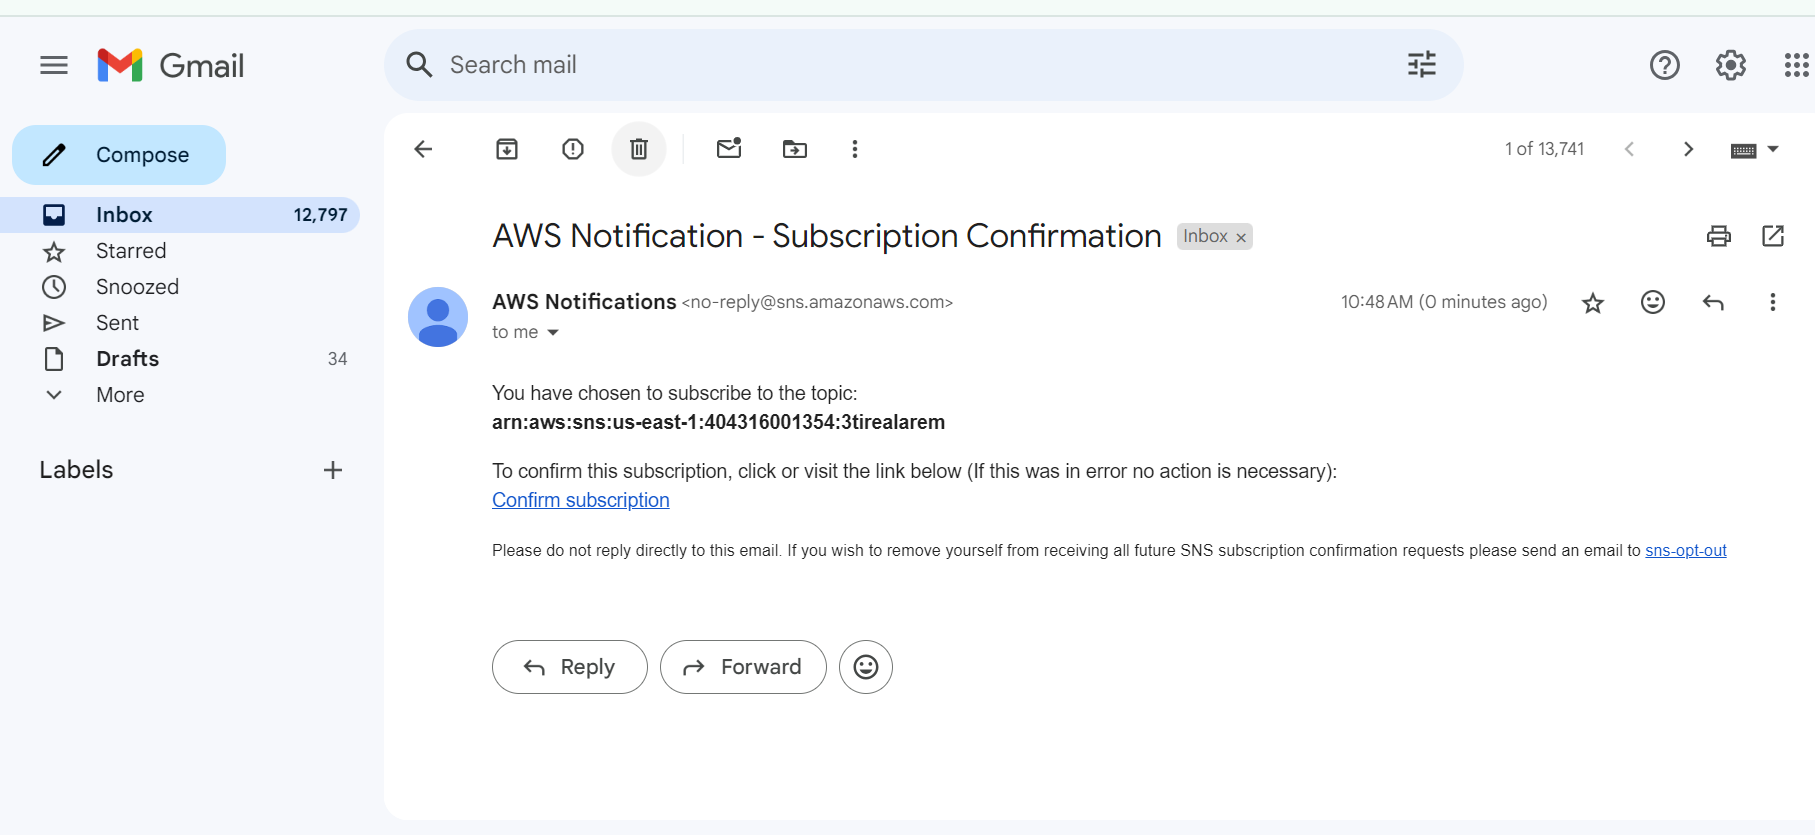 Gmail
Search mail
Compose
Inbox 12,797
Starred
Snoozed
Sent
Drafts 34
More
Labels
1 of 13,741
AWS Notification - Subscription Confirmation Inbox x
AWS Notifications <no-reply@sns.amazonaws.com> 10:48 AM (0 minutes ago)
to me
You have chosen to subscribe to the topic:
arn:aws:sns:us-east-1:404316001354:3tirealarem
To confirm this subscription, click or visit the link below (If this was in error no action is necessary):
Confirm subscription
Please do not reply directly to this email. If you wish to remove yourself from receiving all future SNS subscription confirmation requests please send an email to sns-opt-out
Reply Forward